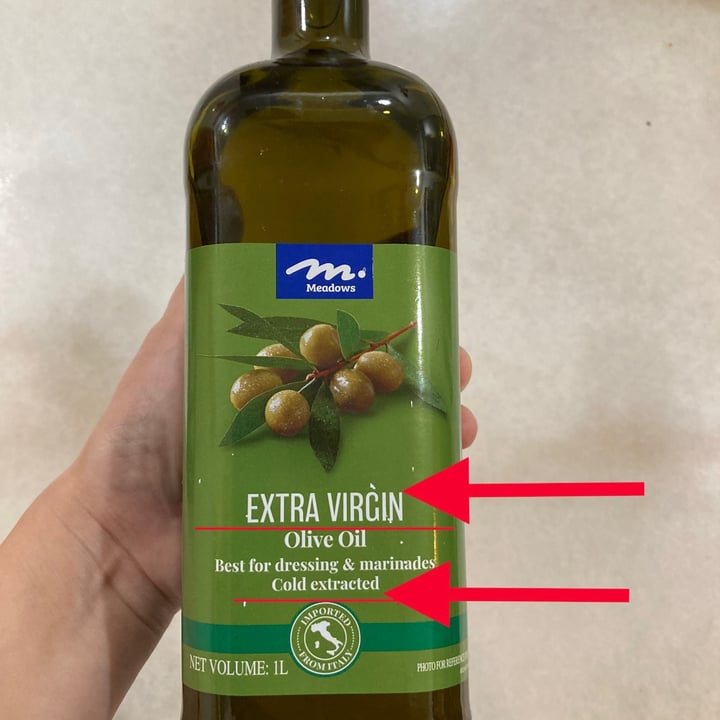 m.
Meadows
EXTRA VIRGIN
Olive Oil
Best for dressing & marinades
Cold extracted
IMPORTED
FROM ITALY
NET VOLUME: 1L
PHOTO FOR REFERENCE